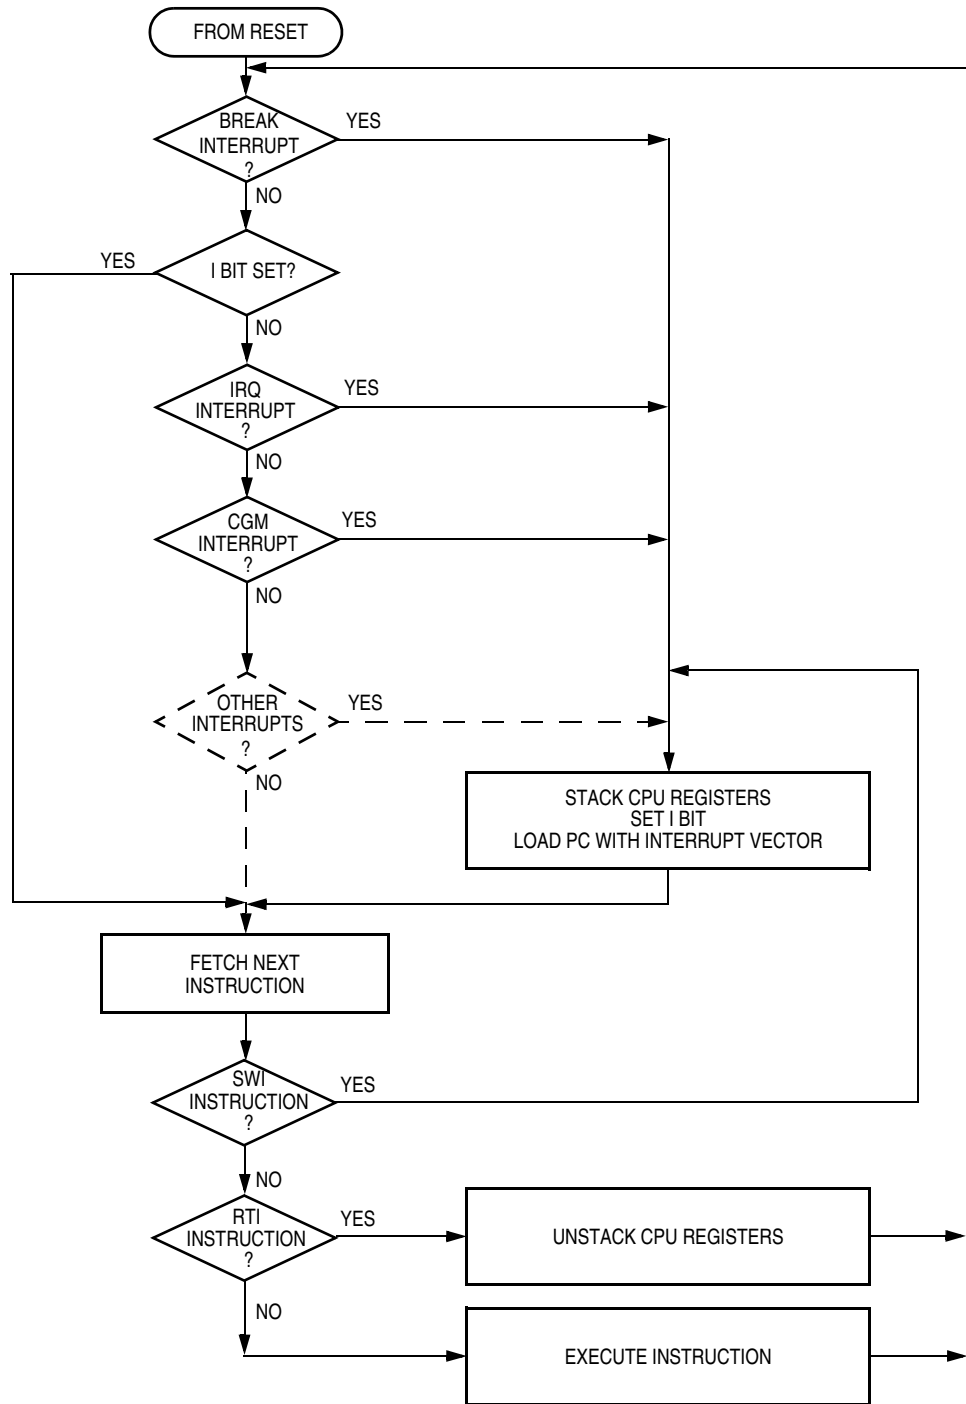 FROM RESET
BREAK
INTERRUPT
?
YES
NO
I BIT SET?
YES
NO
IRQ
INTERRUPT
?
YES
NO
CGM
INTERRUPT
?
YES
NO
OTHER
INTERRUPTS
?
YES
NO
STACK CPU REGISTERS
SET I BIT
LOAD PC WITH INTERRUPT VECTOR
FETCH NEXT
INSTRUCTION
SWI
INSTRUCTION
?
YES
NO
RTI
INSTRUCTION
?
YES
UNSTACK CPU REGISTERS
NO
EXECUTE INSTRUCTION